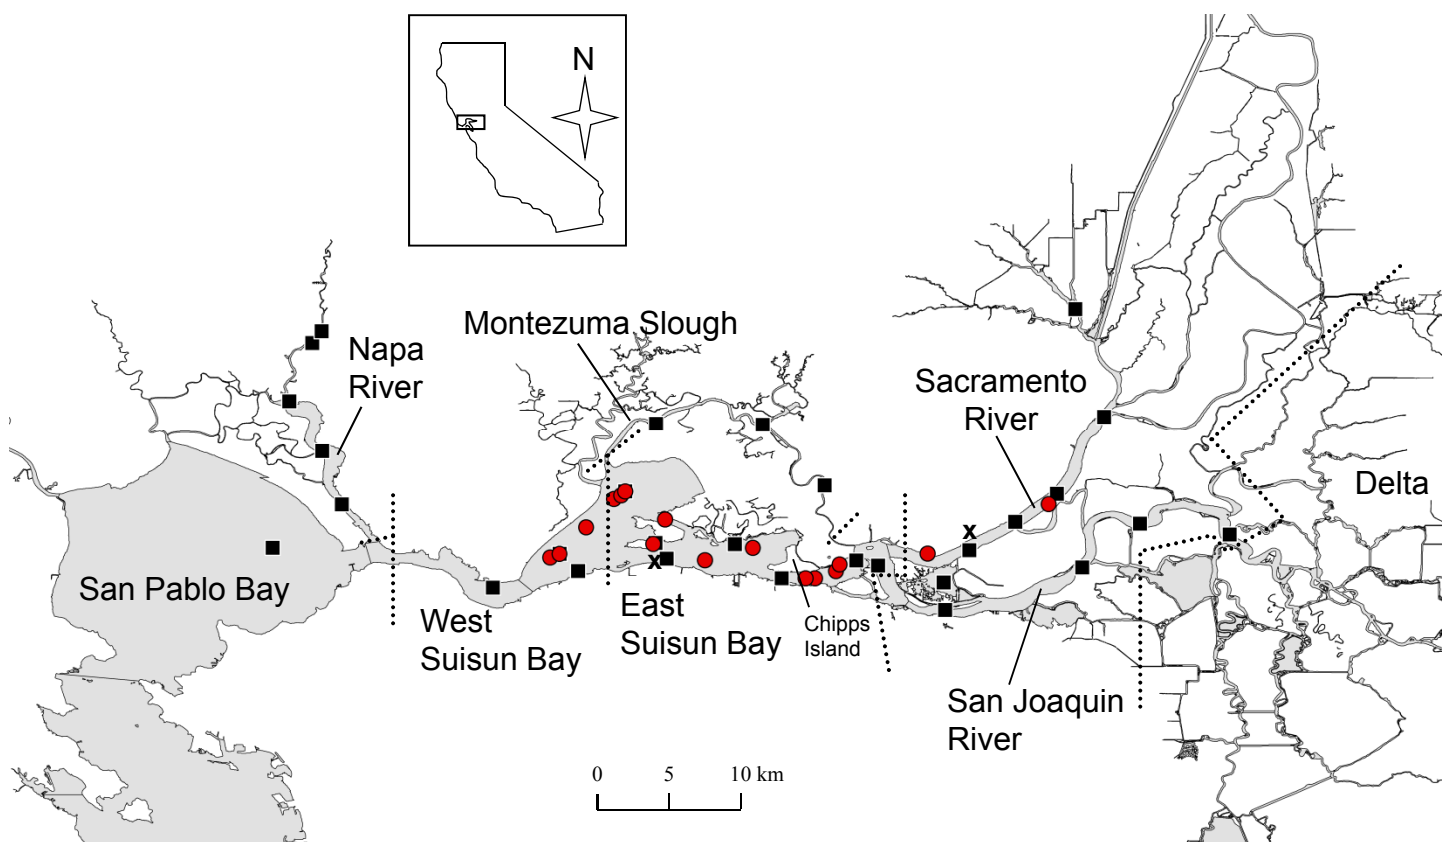 N
Montezuma Slough
Napa
River
Sacramento
River
Delta
San Pablo Bay
West
Suisun Bay
East
Suisun Bay
Chipps
Island
San Joaquin
River
x
x
0 5 10 km